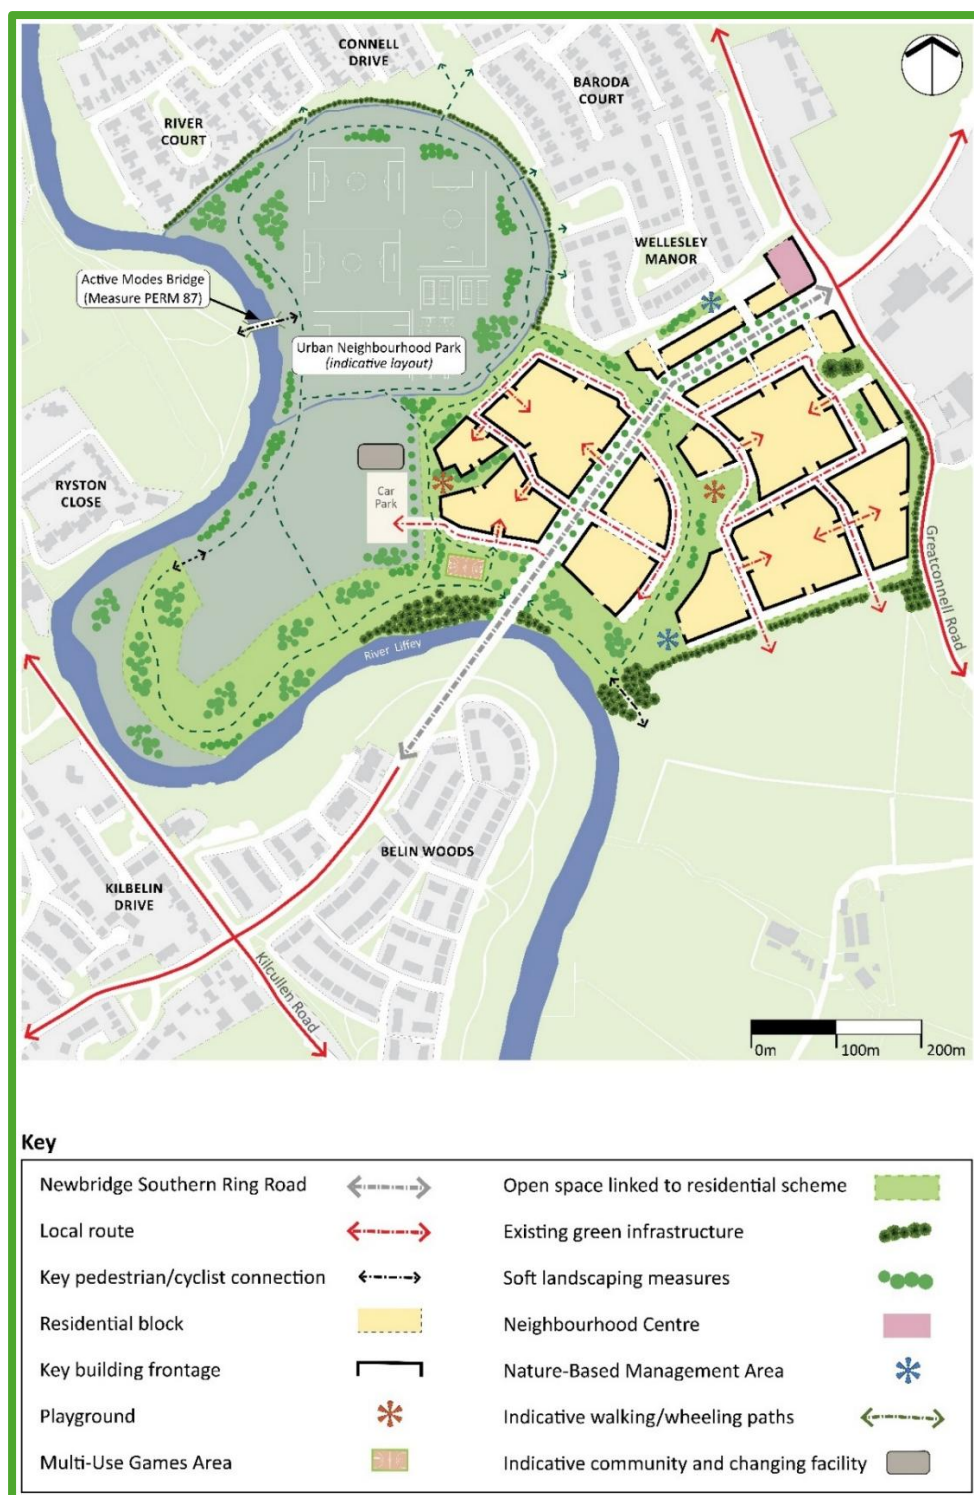 CONNELL
DRIVE
BARODA
COURT
RIVER
COURT
WELLESLEY
MANOR
Active Modes Bridge
(Measure PERM 87)
Urban Neighbourhood Park
(indicative layout)
RYSTON
CLOSE
Car
Park
Greatconnell Road
River Liffey
BELIN WOODS
KILBELIN
DRIVE
Kilcullen Road
0m
100m
200m
Key
Newbridge Southern Ring Road
Local route
Key pedestrian/cyclist connection
Residential block
Key building frontage
Playground
Multi-Use Games Area
Open space linked to residential scheme
Existing green infrastructure
Soft landscaping measures
Neighbourhood Centre
Nature-Based Management Area
Indicative walking/wheeling paths
Indicative community and changing facility